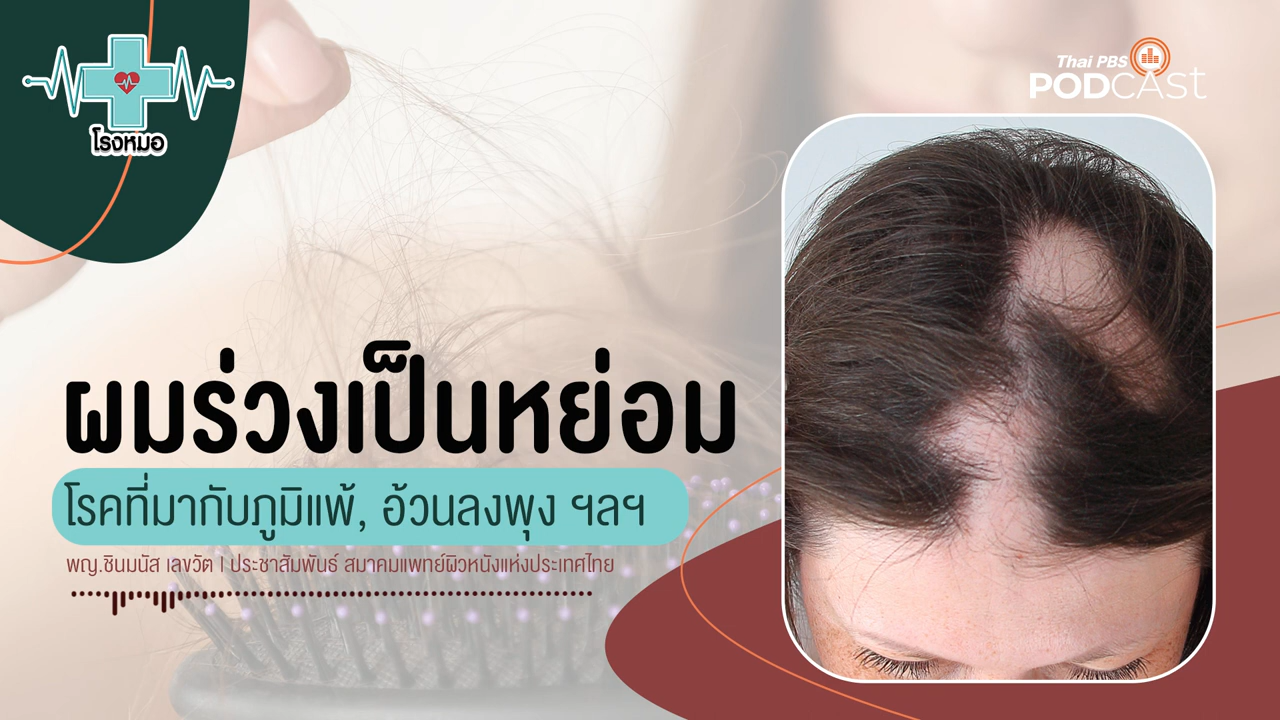 โรงหมอ
Thai PBS
PODCAST
ผมร่วงเป็นหย่อม
โรคที่มากับภูมิแพ้, อ้วนลงพุง ฯลฯ
พญ.ชินมนัส เลขวัต | ประชาสัมพันธ์ สมาคมแพทย์ผิวหนังแห่งประเทศไทย